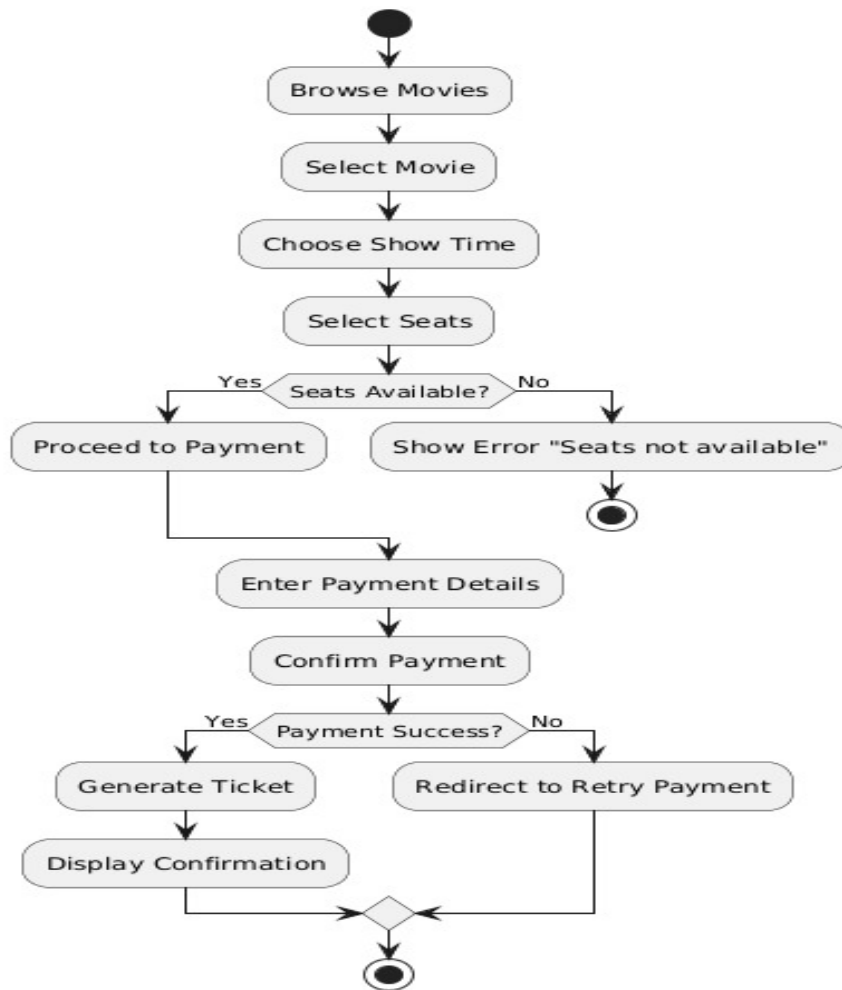 Browse Movies
Select Movie
Choose Show Time
Select Seats
Yes
Seats Available?
No
Proceed to Payment
Show Error "Seats not available"
Enter Payment Details
Confirm Payment
Yes
Payment Success?
No
Generate Ticket
Redirect to Retry Payment
Display Confirmation